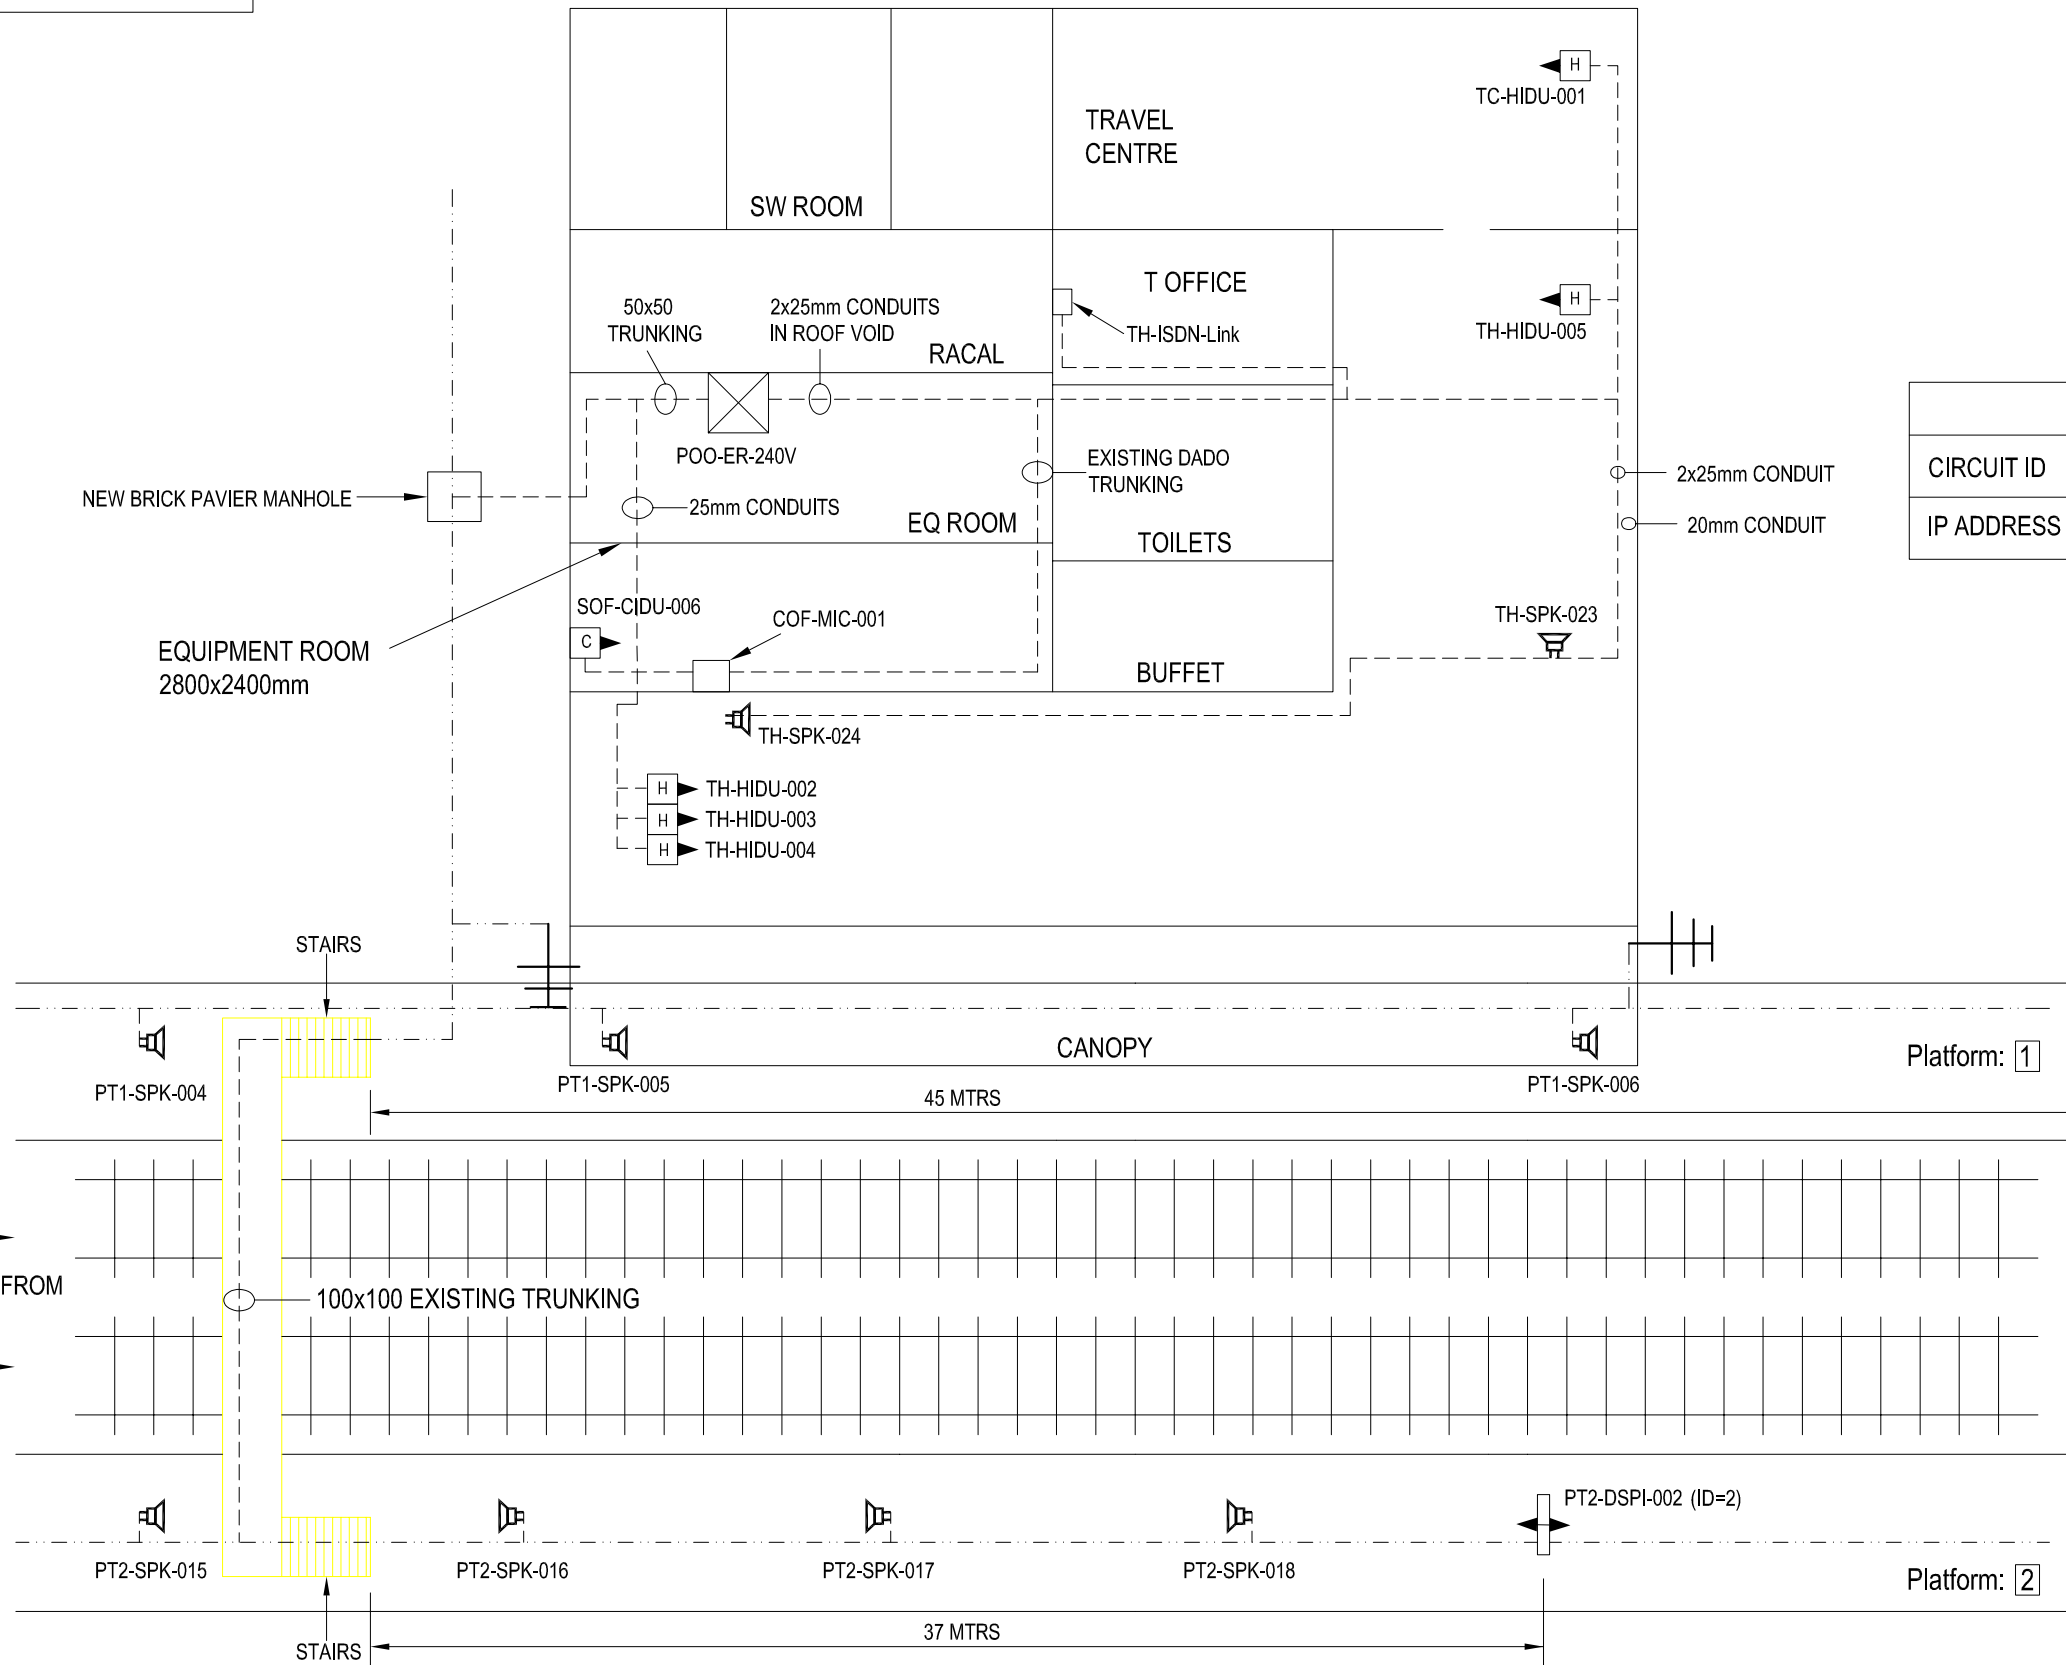 H
TC-HIDU-001
TRAVEL
CENTRE
SW ROOM
T OFFICE
H
TH-HIDU-005
TH-ISDN-Link
50x50
TRUNKING
2x25mm CONDUITS
IN ROOF VOID
RACAL
POO-ER-240V
EXISTING DADO
TRUNKING
2x25mm CONDUIT
CIRCUIT ID
NEW BRICK PAVIER MANHOLE
25mm CONDUITS
EQ ROOM
TOILETS
20mm CONDUIT
IP ADDRESS
SOF-CIDU-006
C
COF-MIC-001
TH-SPK-023
EQUIPMENT ROOM
2800x2400mm
BUFFET
TH-SPK-024
H TH-HIDU-002
H TH-HIDU-003
H TH-HIDU-004
STAIRS
CANOPY
Platform: 1
PT1-SPK-004
PT1-SPK-005
PT1-SPK-006
45 MTRS
FROM
100x100 EXISTING TRUNKING
PT2-DSPI-002 (ID=2)
PT2-SPK-015
PT2-SPK-016
PT2-SPK-017
PT2-SPK-018
Platform: 2
37 MTRS
STAIRS